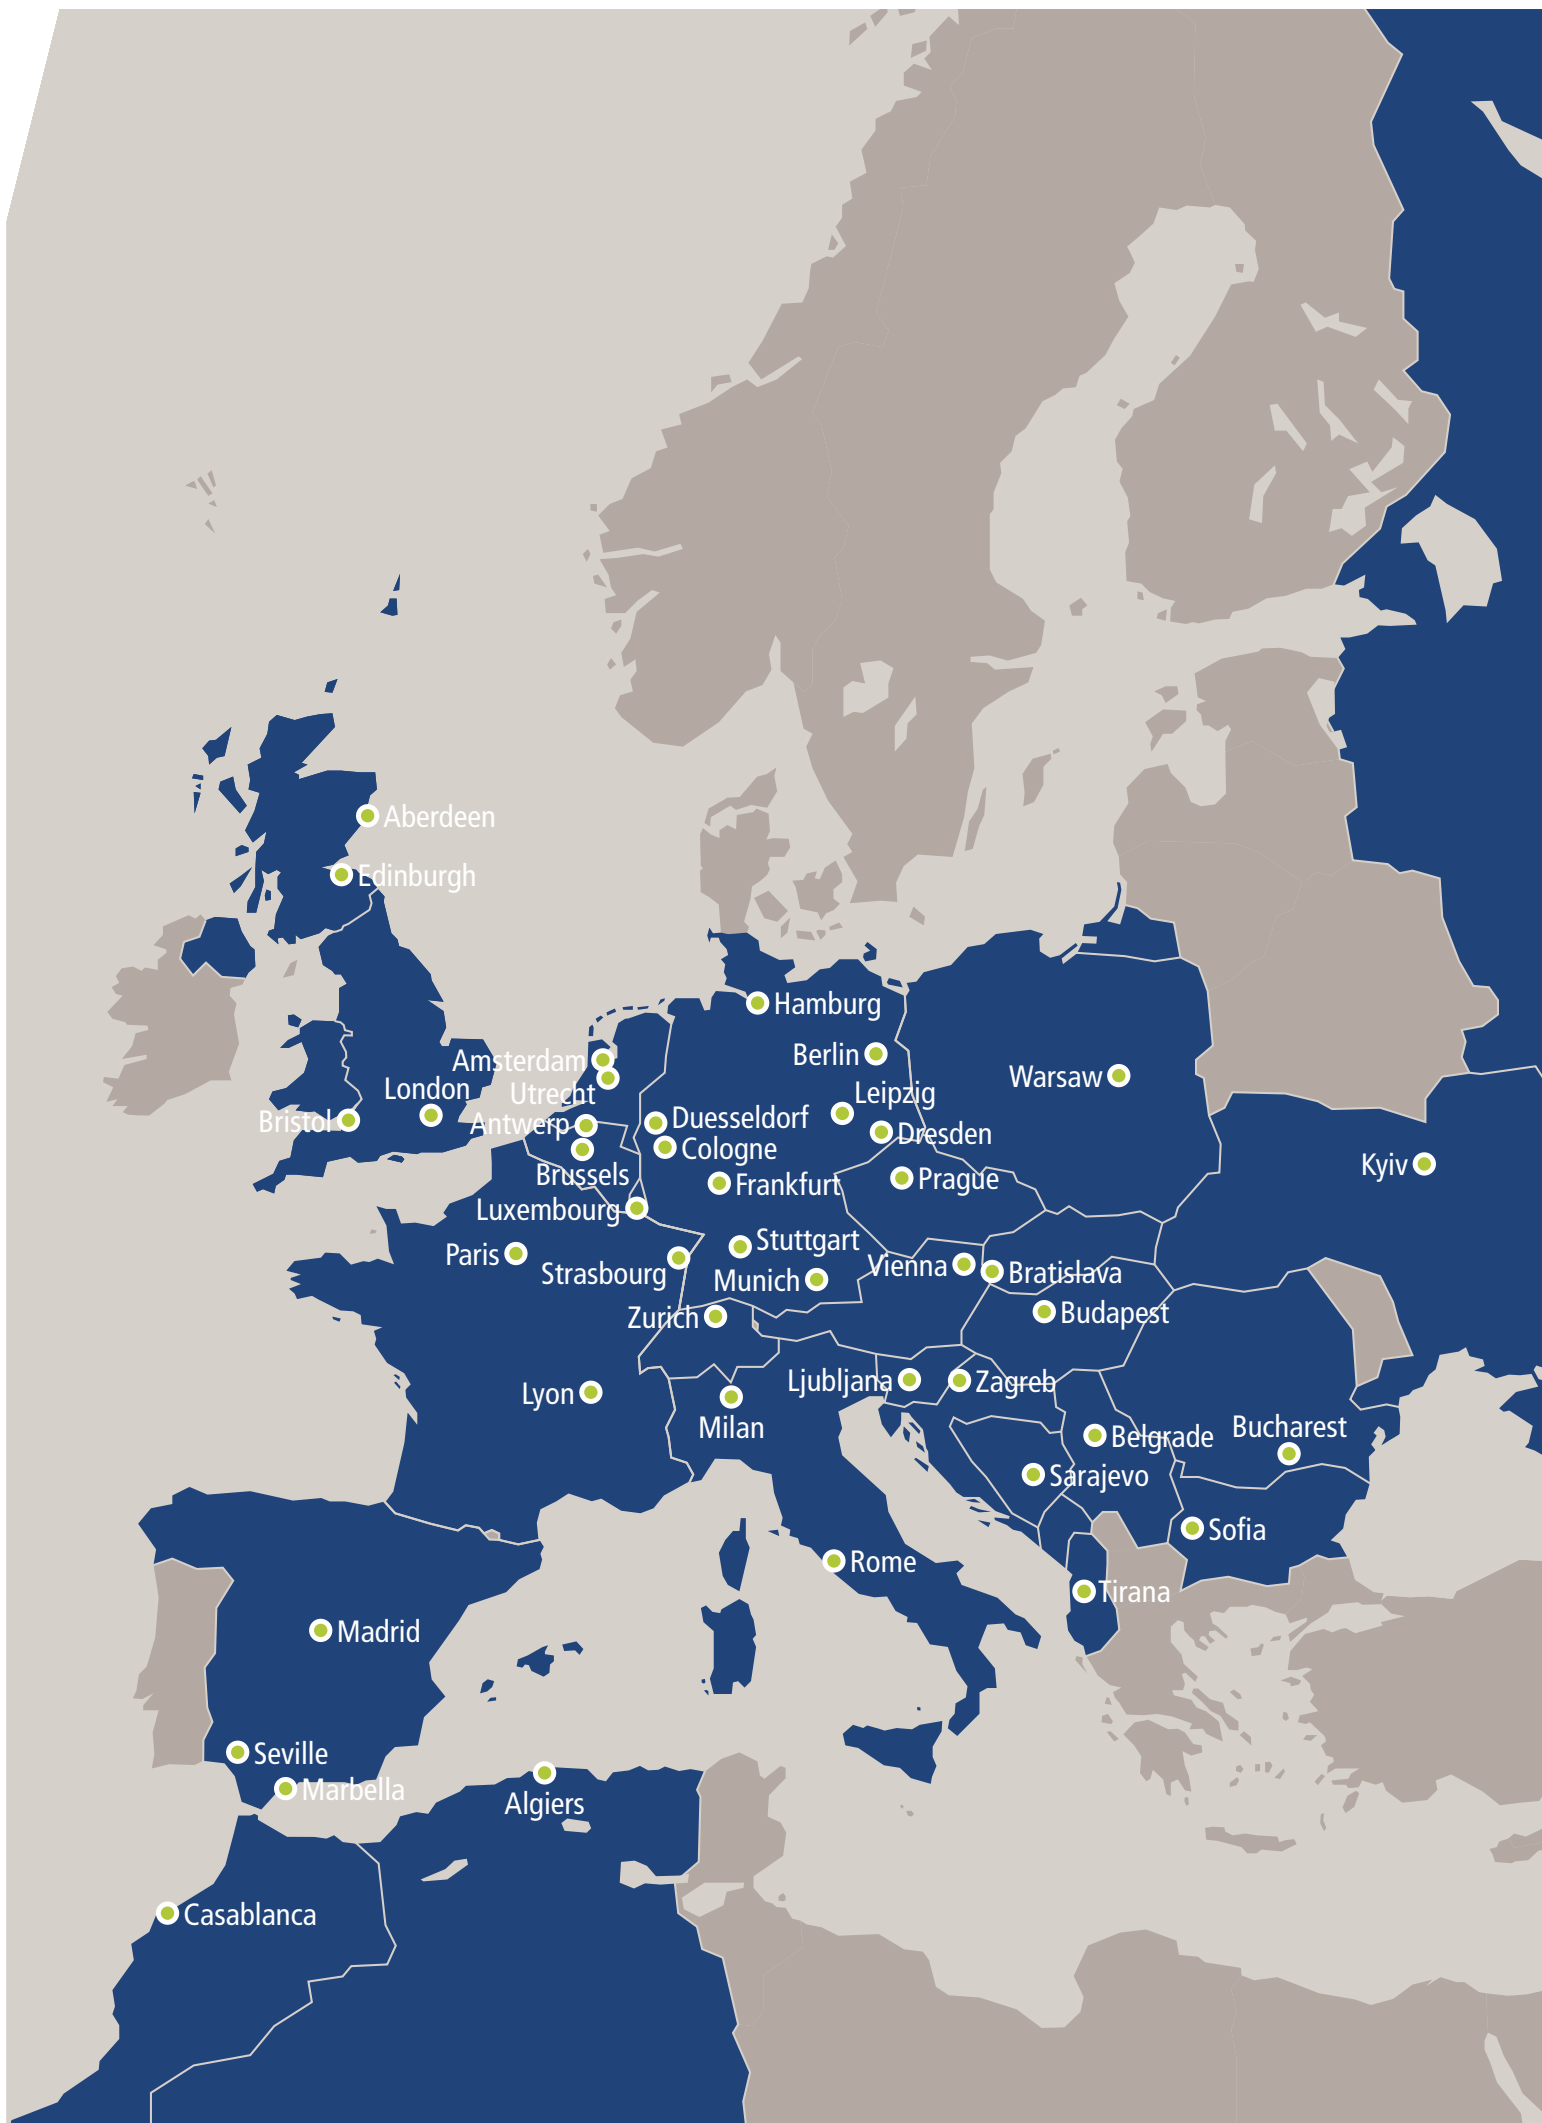 Aberdeen
Edinburgh
Hamburg
Berlin
Amsterdam
Warsaw
London
Utrecht
Leipzig
Bristol
Antwerp
Duesseldorf
Dresden
Cologne
Kyiv
Brussels
Frankfurt
Prague
Luxembourg
Stuttgart
Paris
Strasbourg
Vienna
Munich
Bratislava
Zurich
Budapest
Ljubljana
Zagreb
Lyon
Milan
Bucharest
Belgrade
Sarajevo
Sofia
Rome
Tirana
Madrid
Seville
Marbella
Algiers
Casablanca